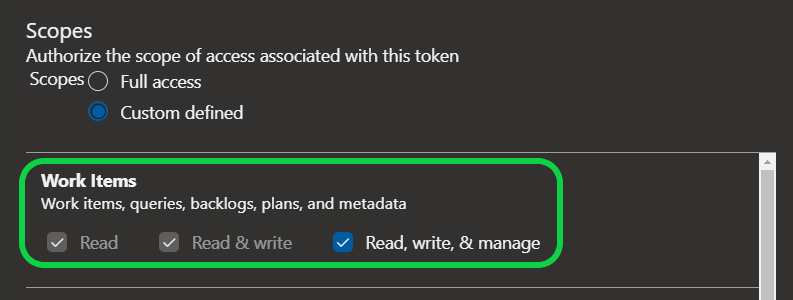 Scopes
Authorize the scope of access associated with this token
Scopes Full access
Custom defined
Work Items
Work items, queries, backlogs, plans, and metadata
Read Read & write Read, write, & manage